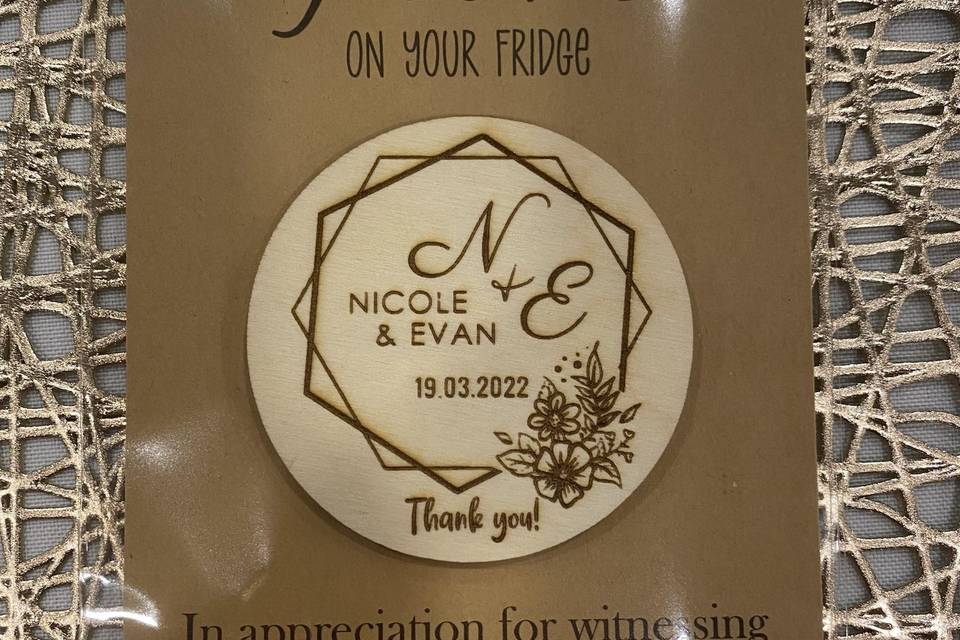 ON YOUR FRIDGE
N + E
NICOLE
& EVAN
19.03.2022
Thank you!
In appreciation for witnessing